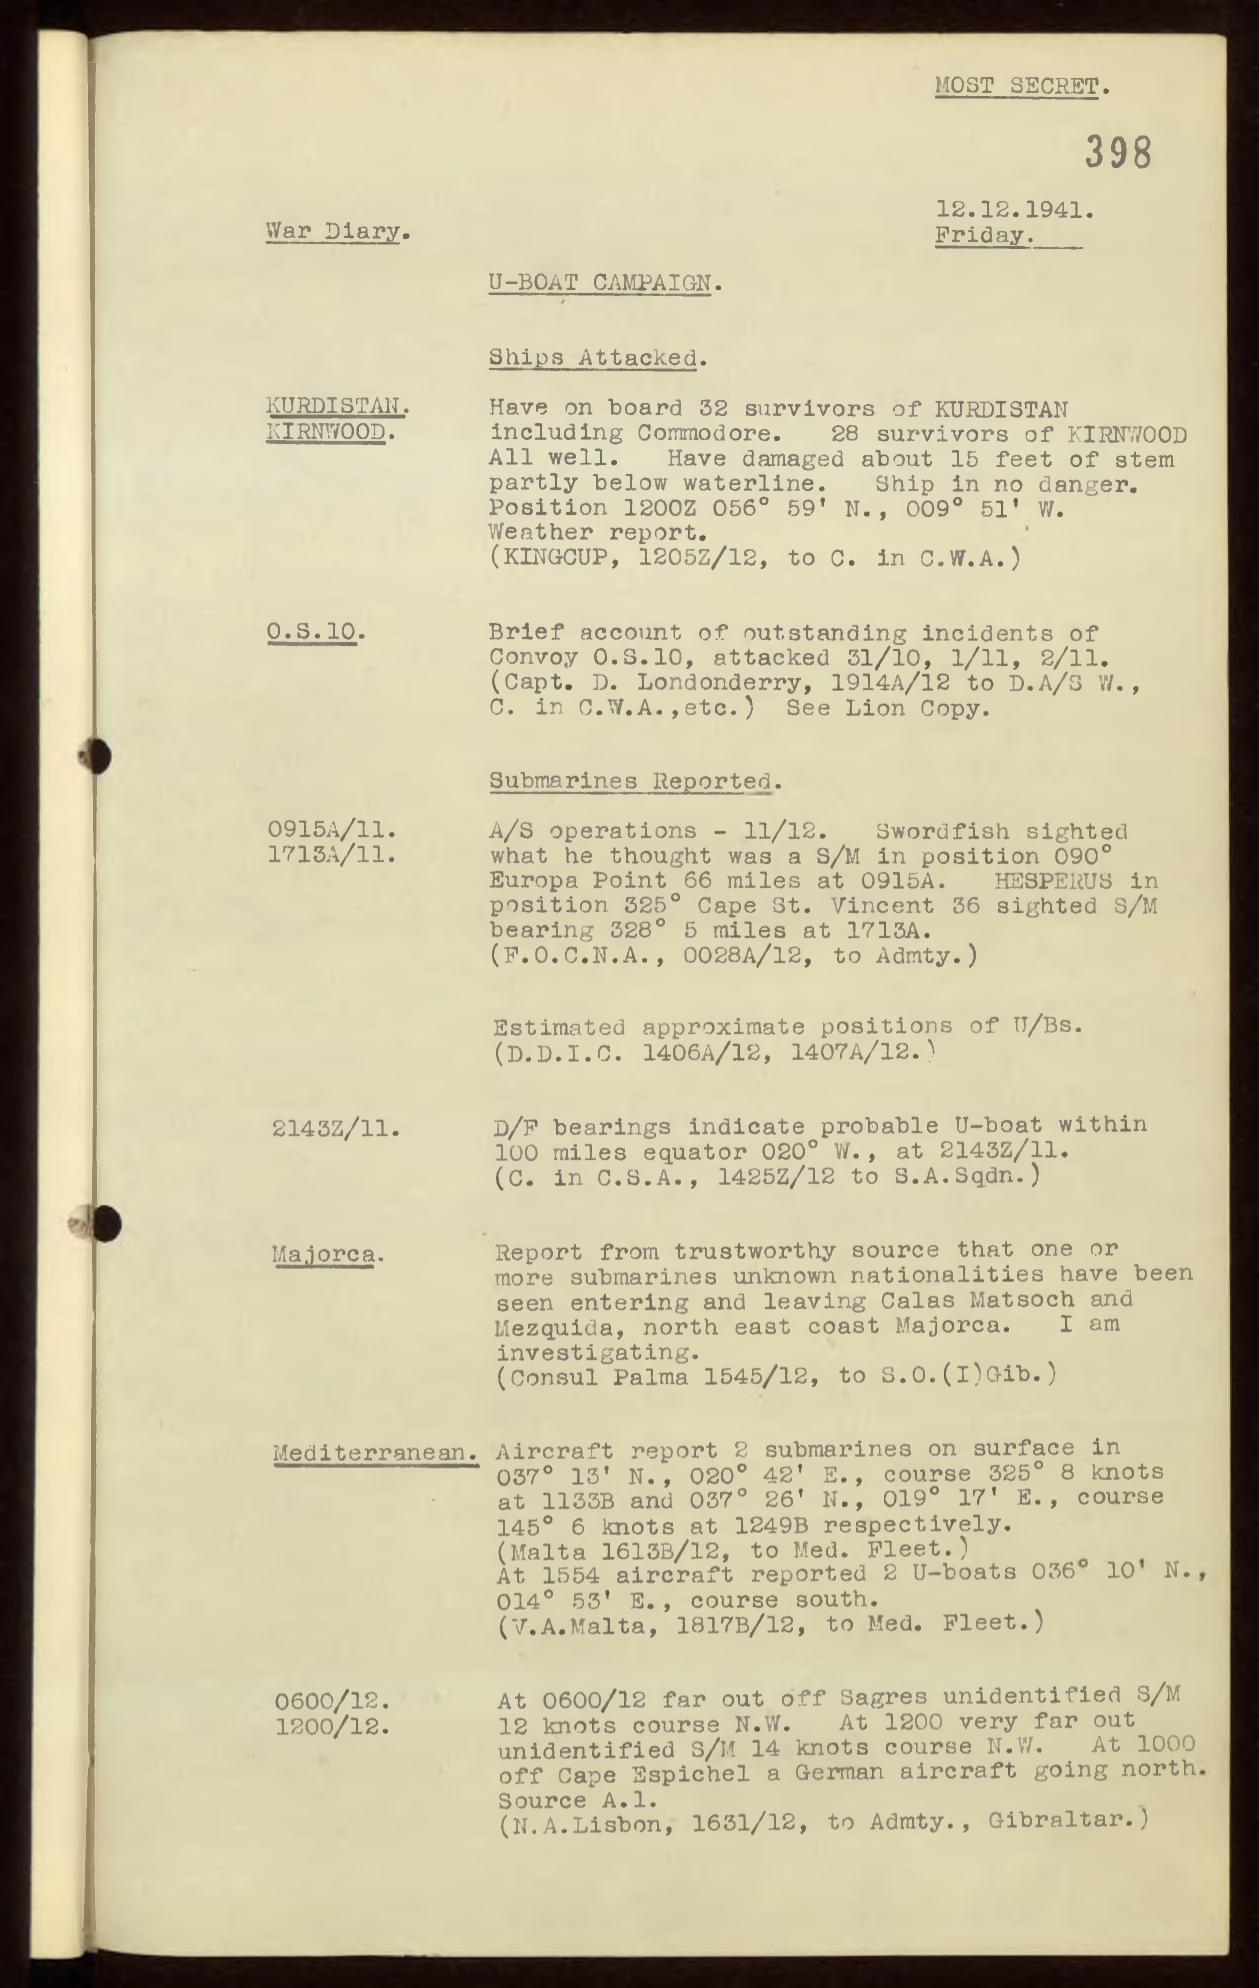 MOST SECRET.
398
12.12.1941.
War Diary.
Friday.
U-BOAT CAMPAIGN.
Ships Attacked.
KURDISTAN.
KIRNWOOD.
Have on board 32 survivors of KURDISTAN
including Commodore. 28 survivors of KIRNWOOD
All well. Have damaged about 15 feet of stem
partly below waterline. Ship in no danger.
Position 1200Z 056° 59' N., 009° 51' W.
Weather report.
(KINGCUP, 1205Z/12, to C. in C.W.A.)
O.S.10.
Brief account of outstanding incidents of
Convoy O.S.10, attacked 31/10, 1/11, 2/11.
(Capt. D. Londonderry, 1914A/12 to D.A/S W.,
C. in C.W.A.,etc.) See Lion Copy.
Submarines Reported.
0915A/11.
1713A/11.
A/S operations - 11/12. Swordfish sighted
what he thought was a S/M in position 090°
Europa Point 66 miles at 0915A. HESPERUS in
position 325° Cape St. Vincent 36 sighted S/M
bearing 328° 5 miles at 1713A.
(F.O.C.N.A., 0028A/12, to Admty.)
Estimated approximate positions of U/Bs.
(D.D.I.C. 1406A/12, 1407A/12.)
2143Z/11.
D/F bearings indicate probable U-boat within
100 miles equator 020° W., at 2143Z/11.
(C. in C.S.A., 1425Z/12 to S.A.Sqdn.)
Majorca.
Report from trustworthy source that one or
more submarines unknown nationalities have been
seen entering and leaving Calas Matsoch and
Mezquida, north east coast Majorca. I am
investigating.
(Consul Palma 1545/12, to S.O.(I)Gib.)
Mediterranean.
Aircraft report 2 submarines on surface in
037° 13' N., 020° 42' E., course 325° 8 knots
at 1133B and 037° 26' N., 019° 17' E., course
145° 6 knots at 1249B respectively.
(Malta 1613B/12, to Med. Fleet.)
At 1554 aircraft reported 2 U-boats 036° 10' N.,
014° 53' E., course south.
(V.A.Malta, 1817B/12, to Med. Fleet.)
0600/12.
1200/12.
At 0600/12 far out off Sagres unidentified S/M
12 knots course N.W. At 1200 very far out
unidentified S/M 14 knots course N.W. At 1000
off Cape Espichel a German aircraft going north.
Source A.1.
(N.A.Lisbon, 1631/12, to Admty., Gibraltar.)